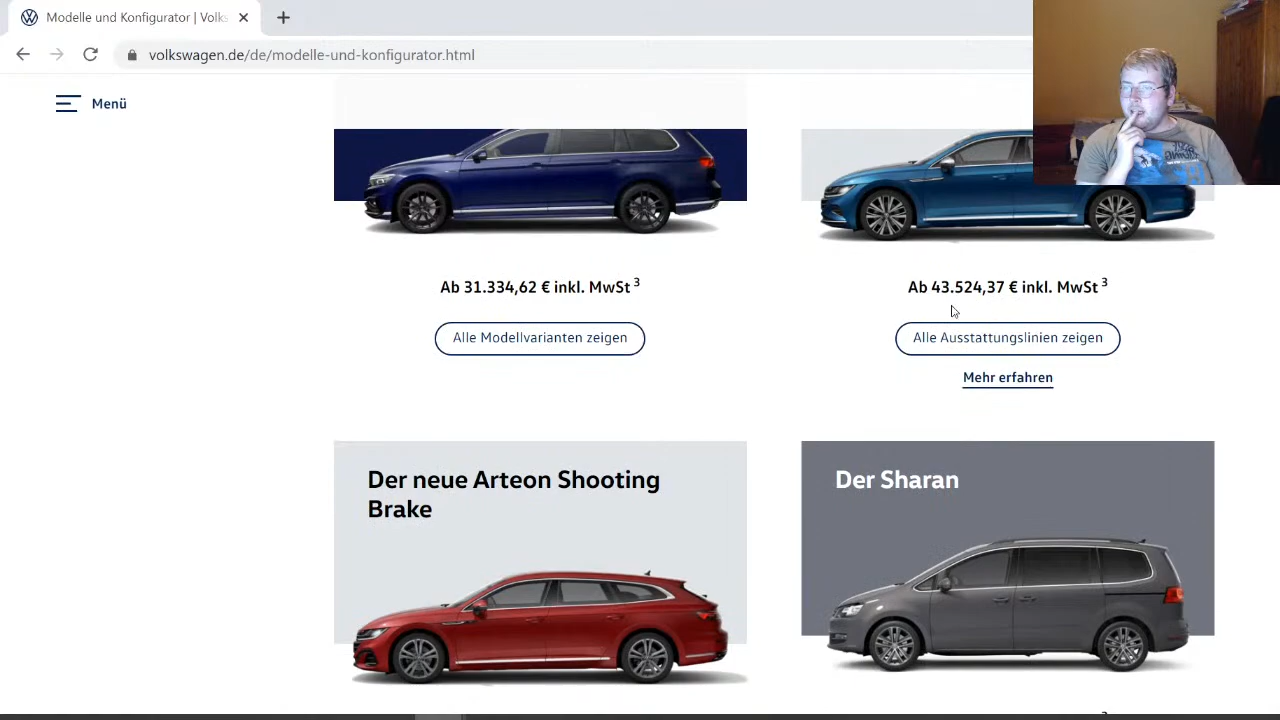 Modelle und Konfigurator | Volks
volkswagen.de/de/modelle-und-konfigurator.html
Menü
Ab 31.334,62 € inkl. MwSt 3
Ab 43.524,37 € inkl. MwSt 3
Alle Modellvarianten zeigen
Alle Ausstattungslinien zeigen
Mehr erfahren
Der neue Arteon Shooting
Brake
Der Sharan